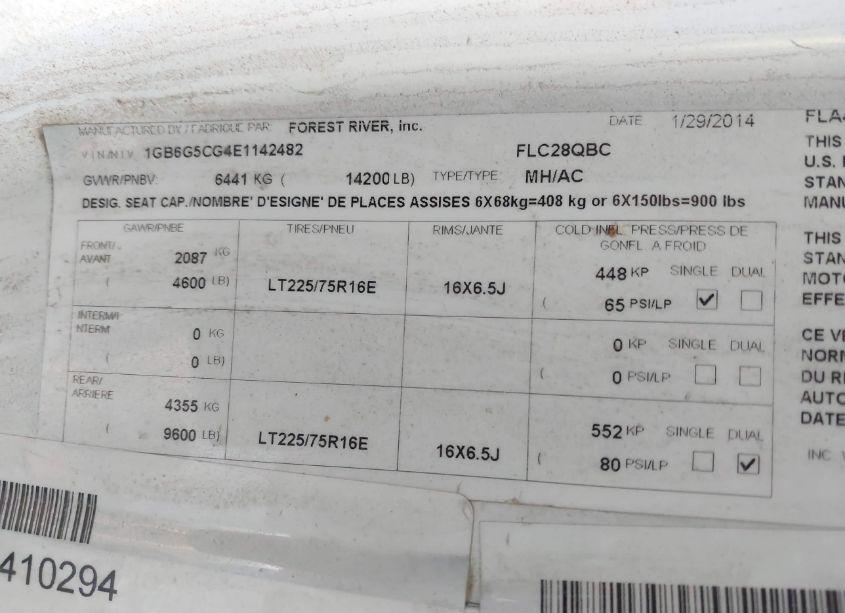 MANUFACTURED BY / FABRIQUE PAR: FOREST RIVER, inc. DATE 1/29/2014
VIN/NIV 1GB6G5CG4E1142482 FLC28QBC
GVWR/PNBV: 6441 KG ( 14200 LB) TYPE/TYPE: MH/AC
DESIG. SEAT CAP./NOMBRE' D'ESIGNE' DE PLACES ASSISES 6X68kg=408 kg or 6X150lbs=900 lbs
GAWR/PNBE TIRES/PNEU RIMS/JANTE COLD INFL. PRESS/PRESS DE
GONFL. A FROID
FRONT/
AVANT 2087 KG 448 KP SINGLE DUAL
( 4600 LB) LT225/75R16E 16X6.5J ( 65 PSI/LP
INTERM/I
NTERM 0 KG 0 KP SINGLE DUAL
( 0 LB) ( 0 PSI/LP
REAR/
ARRIERE 4355 KG 552 KP SINGLE DUAL
( 9600 LB) LT225/75R16E 16X6.5J ( 80 PSI/LP
FLA4
THIS
U.S.
STAN
MANU
THIS
STAN
MOTO
EFFE
CE VE
NORM
DU RE
AUTO
DATE
INC
410294